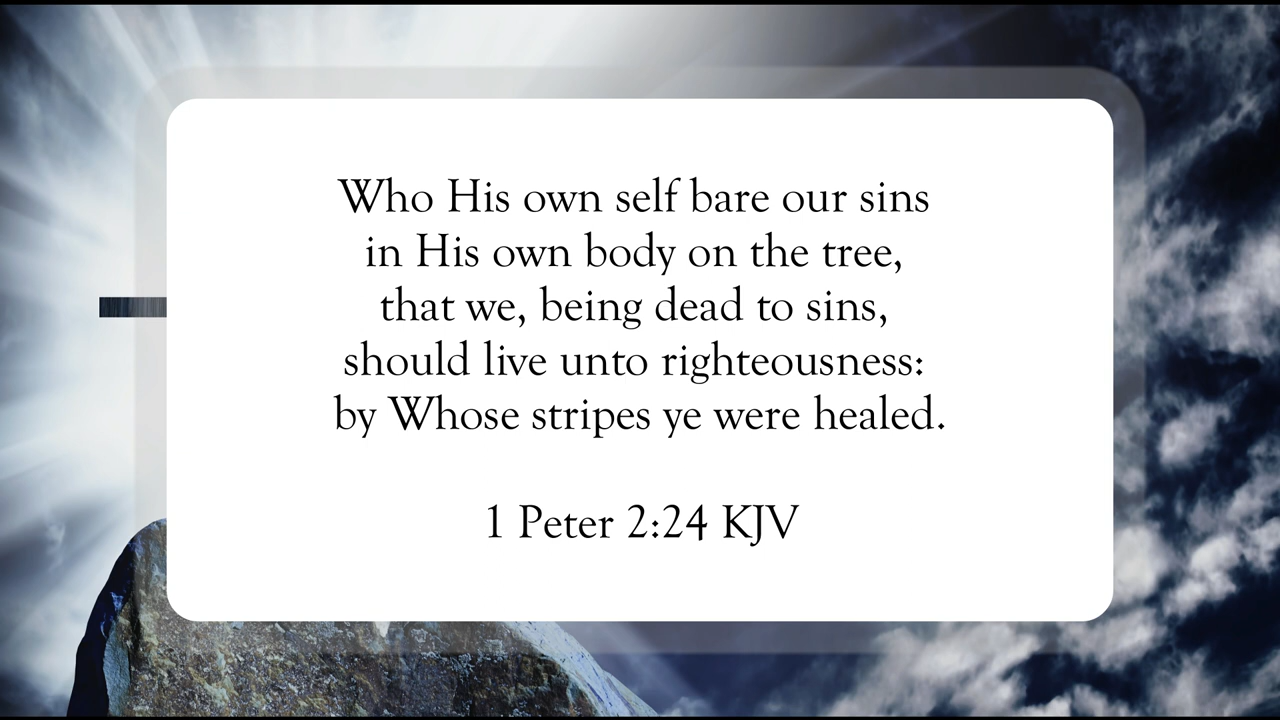 Who His own self bare our sins
in His own body on the tree,
that we, being dead to sins,
should live unto righteousness:
by Whose stripes ye were healed.
1 Peter 2:24 KJV